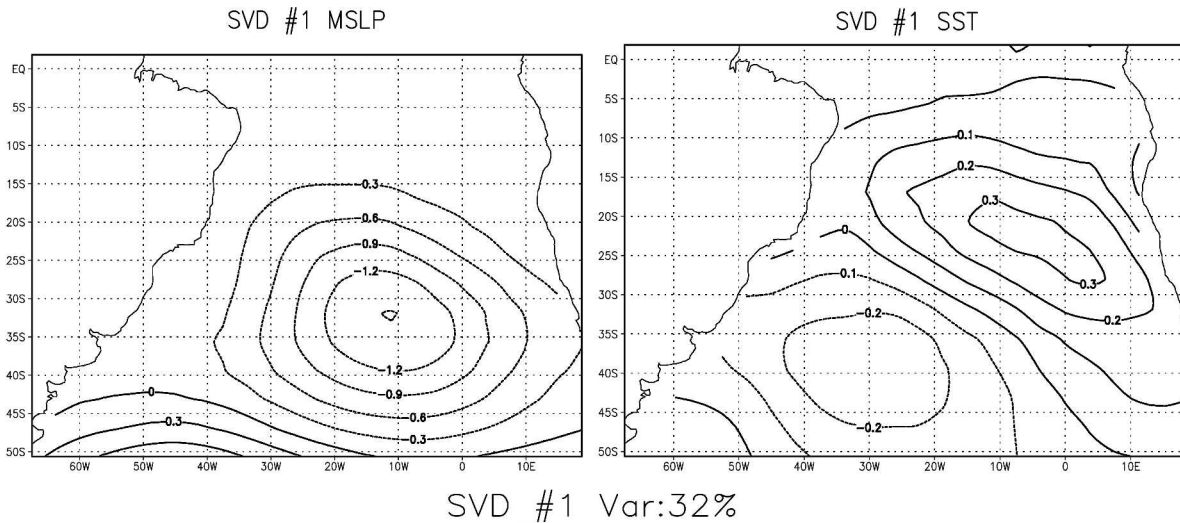 SVD #1 MSLP
EQ
5S
10S
15S
20S
25S
30S
35S
40S
45S
50S
60W
50W
40W
30W
20W
10W
0
10E
-0.3
-0.6
-0.9
-1.2
-1.2
-0.9
-0.6
-0.3
0
0.3
SVD #1 SST
EQ
5S
10S
15S
20S
25S
30S
35S
40S
45S
50S
60W
50W
40W
30W
20W
10W
0
10E
0.1
0.2
0.3
0
0.3
0.2
-0.1
-0.2
-0.2
SVD #1 Var:32%